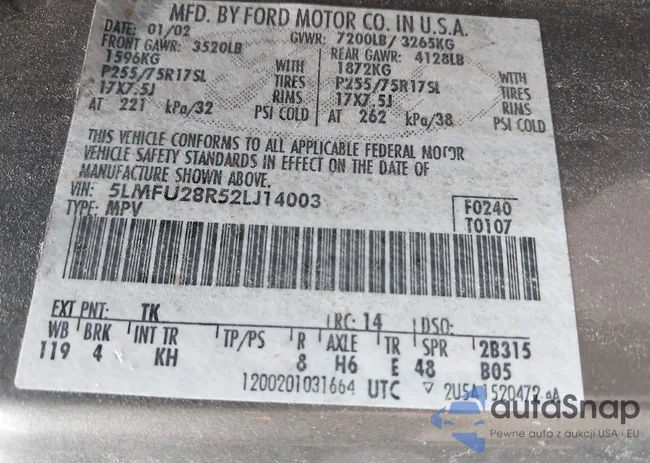 MFD. BY FORD MOTOR CO. IN U.S.A.
DATE: 01/02 GVWR: 7200LB/ 3265KG
FRONT GAWR: 3520LB REAR GAWR: 4128LB
1596KG WITH 1872KG WITH
P255/75R17SL TIRES P255/75R17SL TIRES
17X7.5J RIMS 17X7.5J RIMS
AT 221 kPa/32 PSI COLD AT 262 kPa/38 PSI COLD
THIS VEHICLE CONFORMS TO ALL APPLICABLE FEDERAL MOTOR
VEHICLE SAFETY STANDARDS IN EFFECT ON THE DATE OF
MANUFACTURE SHOWN ABOVE.
VIN: 5LMFU28R52LJ14003
TYPE: MPV
F0240
T0107
EXT PNT: TK RC: 14 DSO:
WB BRK INT TR TP/PS R AXLE TR SPR 2B315
119 4 KH 8 H6 E 48 B05
1200201031664 UTC ▽ 2U5A 1520472
autoSnap
Pewne auta z aukcji USA i EU